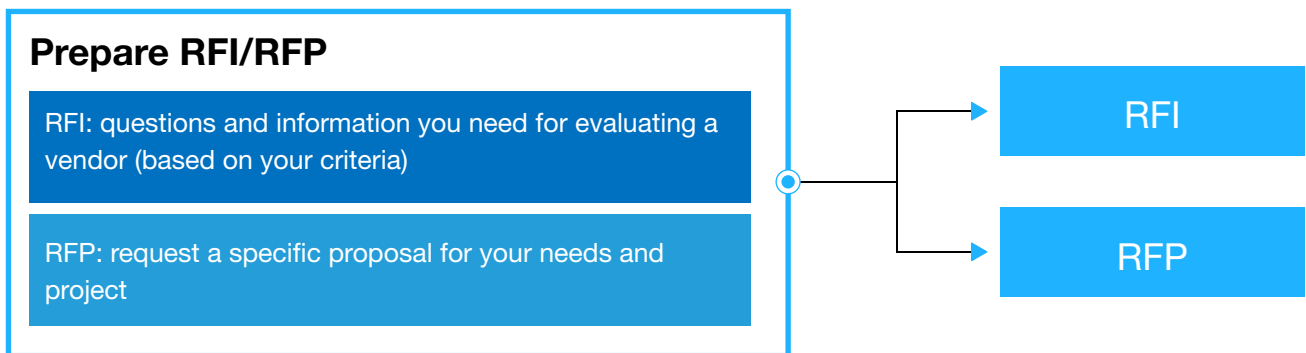 Prepare RFI/RFP
RFI: questions and information you need for evaluating a
vendor (based on your criteria)
RFP: request a specific proposal for your needs and
project
RFI
RFP